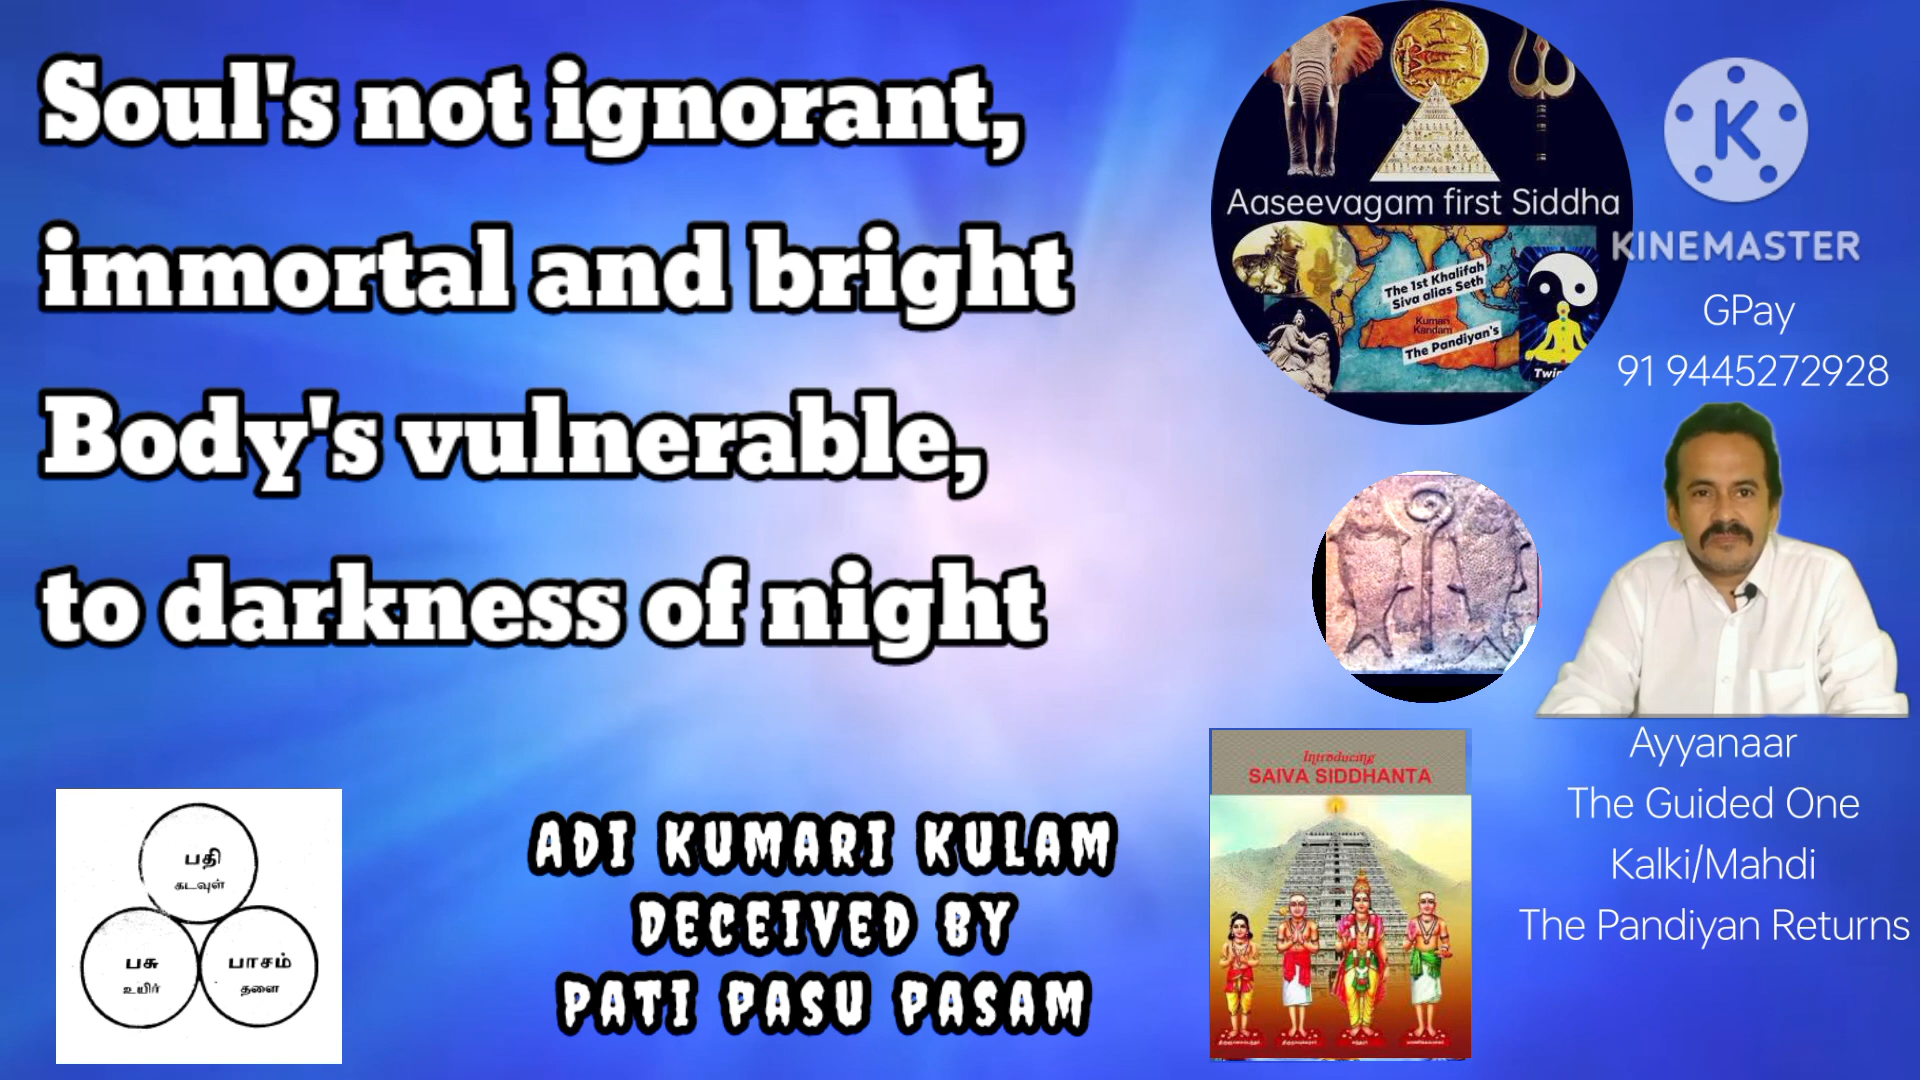 Soul's not ignorant,
immortal and bright
Body's vulnerable,
to darkness of night
Aaseevagam first Siddha
The 1st Khalifah
Siva alias Seth
Kumari
Kandam
The Pandiyan's
KINEMASTER
GPay
91 9445272928
Ayyanaar
The Guided One
Kalki/Mahdi
The Pandiyan Returns
Introducing
SAIVA SIDDHANTA
ADI KUMARI KULAM
DECEIVED BY
PATI PASU PASAM
பதி
கடவுள்
பசு
உயிர்
பாசம்
தளை